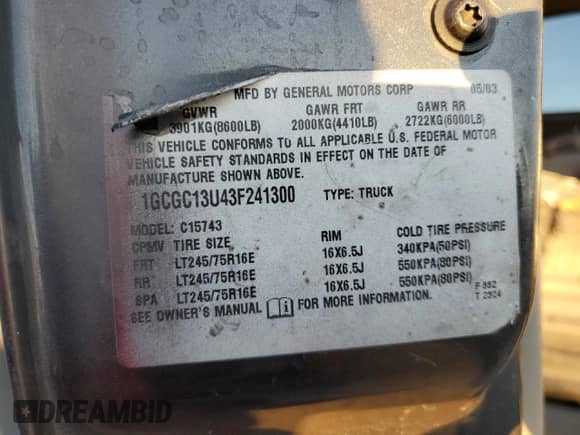 MFD BY GENERAL MOTORS CORP 05/03
GVWR GAWR FRT GAWR RR
3901KG(8600LB) 2000KG(4410LB) 2722KG(6000LB)
THIS VEHICLE CONFORMS TO ALL APPLICABLE U.S. FEDERAL MOTOR
VEHICLE SAFETY STANDARDS IN EFFECT ON THE DATE OF
MANUFACTURE SHOWN ABOVE.
1GCGC13U43F241300 TYPE: TRUCK
MODEL: C15743
CPMV TIRE SIZE RIM COLD TIRE PRESSURE
FRT LT245/75R16E 16X6.5J 340KPA(50PSI)
RR LT245/75R16E 16X6.5J 550KPA(80PSI)
SPA LT245/75R16E 16X6.5J 550KPA(80PSI)
SEE OWNER'S MANUAL FOR MORE INFORMATION.
DREAMBID